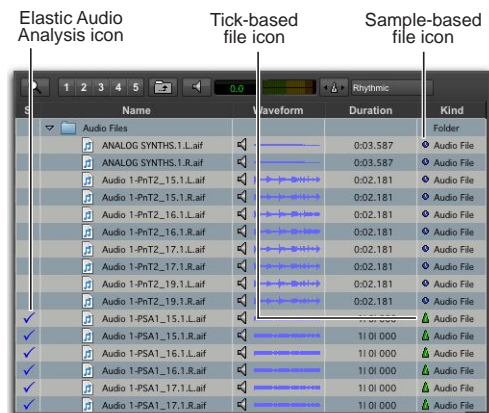 Elastic Audio
Analysis icon
Tick-based
file icon
Sample-based
file icon
1 2 3 4 5 0.0 Rhythmic
S Name Waveform Duration Kind
Audio Files Folder
ANALOG SYNTHS.1.L.aif 0:03.587 Audio File
ANALOG SYNTHS.1.R.aif 0:03.587 Audio File
Audio 1-PnT2_15.1.L.aif 0:02.181 Audio File
Audio 1-PnT2_15.1.R.aif 0:02.181 Audio File
Audio 1-PnT2_16.1.L.aif 0:02.181 Audio File
Audio 1-PnT2_16.1.R.aif 0:02.181 Audio File
Audio 1-PnT2_17.1.L.aif 0:02.181 Audio File
Audio 1-PnT2_17.1.R.aif 0:02.181 Audio File
Audio 1-PnT2_19.1.L.aif 0:02.181 Audio File
Audio 1-PnT2_19.1.R.aif 0:02.181 Audio File
Audio 1-PSA1_15.1.L.aif 1| 0| 000 Audio File
Audio 1-PSA1_15.1.R.aif 1| 0| 000 Audio File
Audio 1-PSA1_16.1.L.aif 1| 0| 000 Audio File
Audio 1-PSA1_16.1.R.aif 1| 0| 000 Audio File
Audio 1-PSA1_17.1.L.aif 1| 0| 000 Audio File
Audio 1-PSA1_17.1.R.aif 1| 0| 000 Audio File